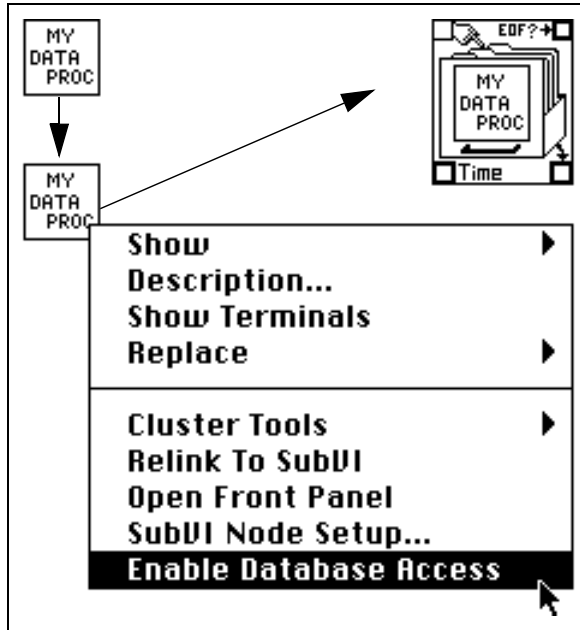 MY
DATA
PROC
EOF?
MY
DATA
PROC
Time
MY
DATA
PROC
Show
Description...
Show Terminals
Replace
Cluster Tools
Relink To SubVI
Open Front Panel
SubVI Node Setup...
Enable Database Access